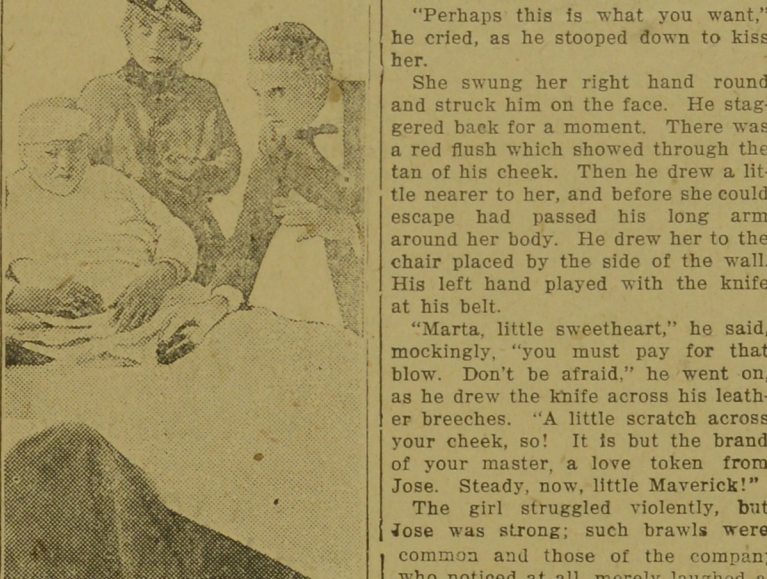 "Perhaps this is what you want,"
he cried, as he stooped down to kiss
her.
She swung her right hand round
and struck him on the face. He stag-
gered back for a moment. There was
a red flush which showed through the
tan of his cheek. Then he drew a lit-
tle nearer to her, and before she could
escape had passed his long arm
around her body. He drew her to the
chair placed by the side of the wall.
His left hand played with the knife
at his belt.
"Marta, little sweetheart," he said,
mockingly, "you must pay for that
blow. Don't be afraid," he went on,
as he drew the knife across his leath-
er breeches. "A little scratch across
your cheek, so! It is but the brand
of your master, a love token from
Jose. Steady, now, little Maverick!"
The girl struggled violently, but
Jose was strong; such brawls were
common and those of the company
who noticed at all merely laughed